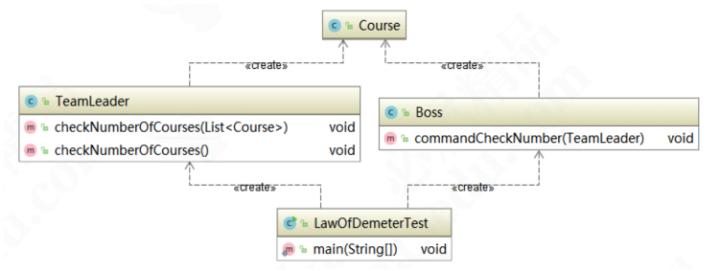 Course
«create»
«create»
TeamLeader
checkNumberOfCourses(List<Course>) void
checkNumberOfCourses() void
Boss
commandCheckNumber(TeamLeader) void
«create»
«create»
LawOfDemeterTest
main(String[]) void